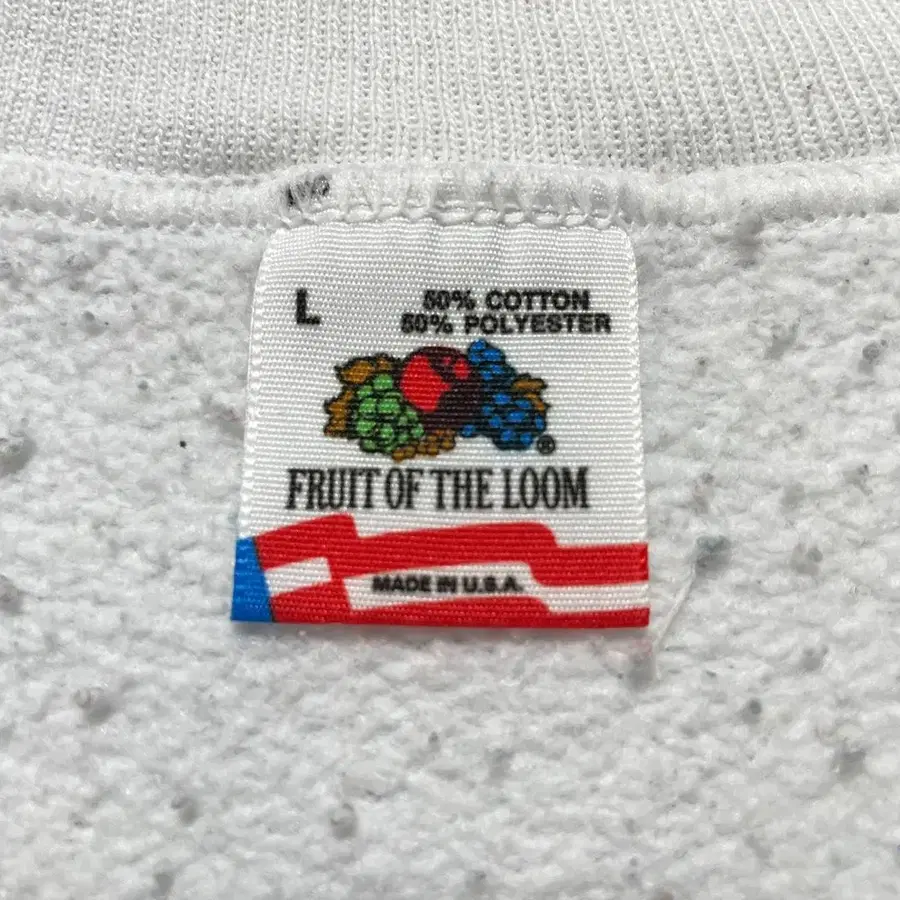 L
50% COTTON
50% POLYESTER
®
FRUIT OF THE LOOM
MADE IN U.S.A.